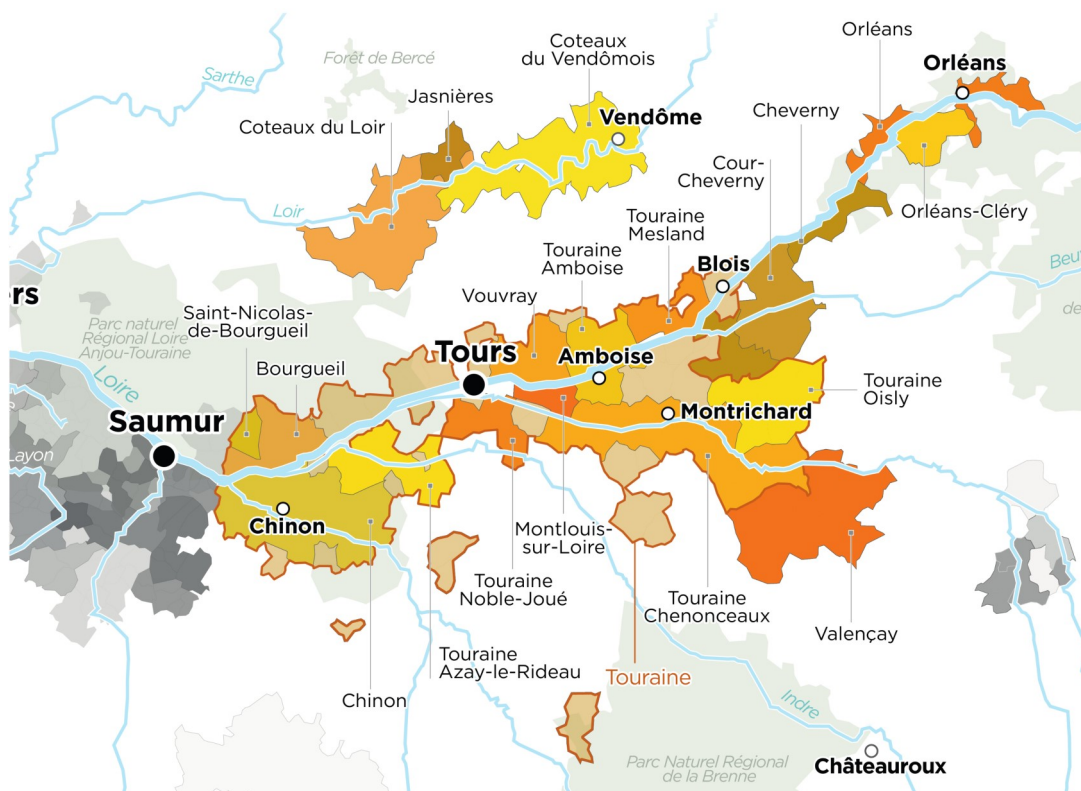 Forêt de Bercé
Sarthe
Coteaux
du Vendômois
Orléans
Orléans
Jasnières
Coteaux du Loir
Vendôme
Cheverny
Cour-
Cheverny
Loir
Orléans-Cléry
Touraine
Mesland
Touraine
Amboise
Blois
Vouvray
Saint-Nicolas-
de-Bourgueil
Parc naturel
Régional Loire
Anjou-Touraine
Tours
Amboise
Bourgueil
Loire
Touraine
Oisly
Montrichard
Saumur
Layon
Chinon
Montlouis-
sur-Loire
Touraine
Noble-Joué
Touraine
Chenonceaux
Valençay
Touraine
Azay-le-Rideau
Touraine
Chinon
Indre
Parc Naturel Régional
de la Brenne
Châteauroux